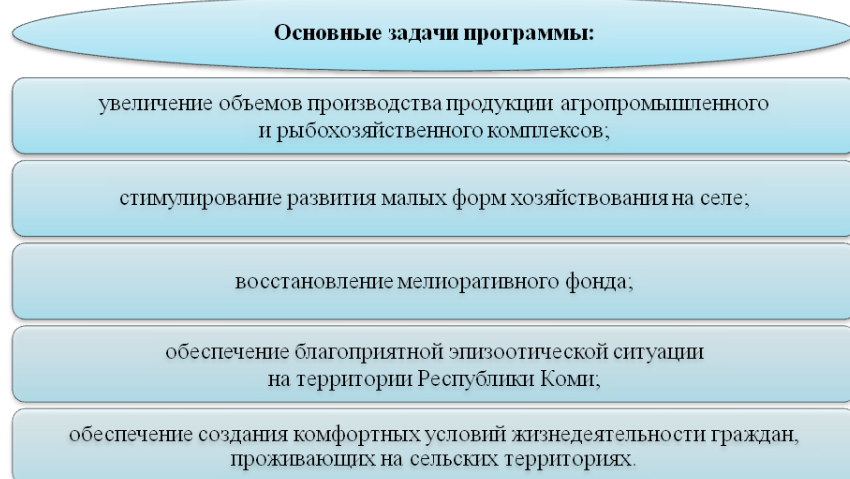 Основные задачи программы:
увеличение объемов производства продукции агропромышленного
и рыбохозяйственного комплексов;
стимулирование развития малых форм хозяйствования на селе;
восстановление мелиоративного фонда;
обеспечение благоприятной эпизоотической ситуации
на территории Республики Коми;
обеспечение создания комфортных условий жизнедеятельности граждан,
проживающих на сельских территориях.